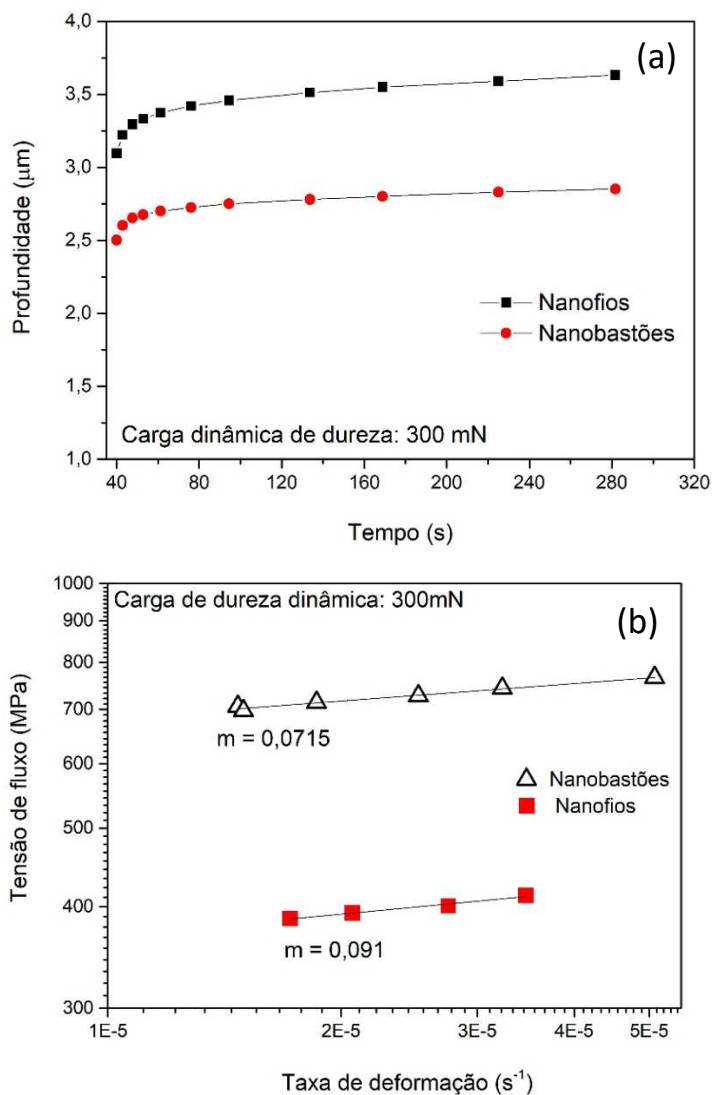 4,0
(a)
3,5
3,0
2,5
2,0
1,5
1,0
Profundidade (μm)
Nanofios
Nanobastões
Carga dinâmica de dureza: 300 mN
40 80 120 160 200 240 280 320
Tempo (s)
1000
900
800
700
600
500
400
300
Tensão de fluxo (MPa)
Carga de dureza dinâmica: 300mN
(b)
m = 0,0715
Nanobastões
Nanofios
m = 0,091
1E-5 2E-5 3E-5 4E-5 5E-5
Taxa de deformação (s⁻¹)